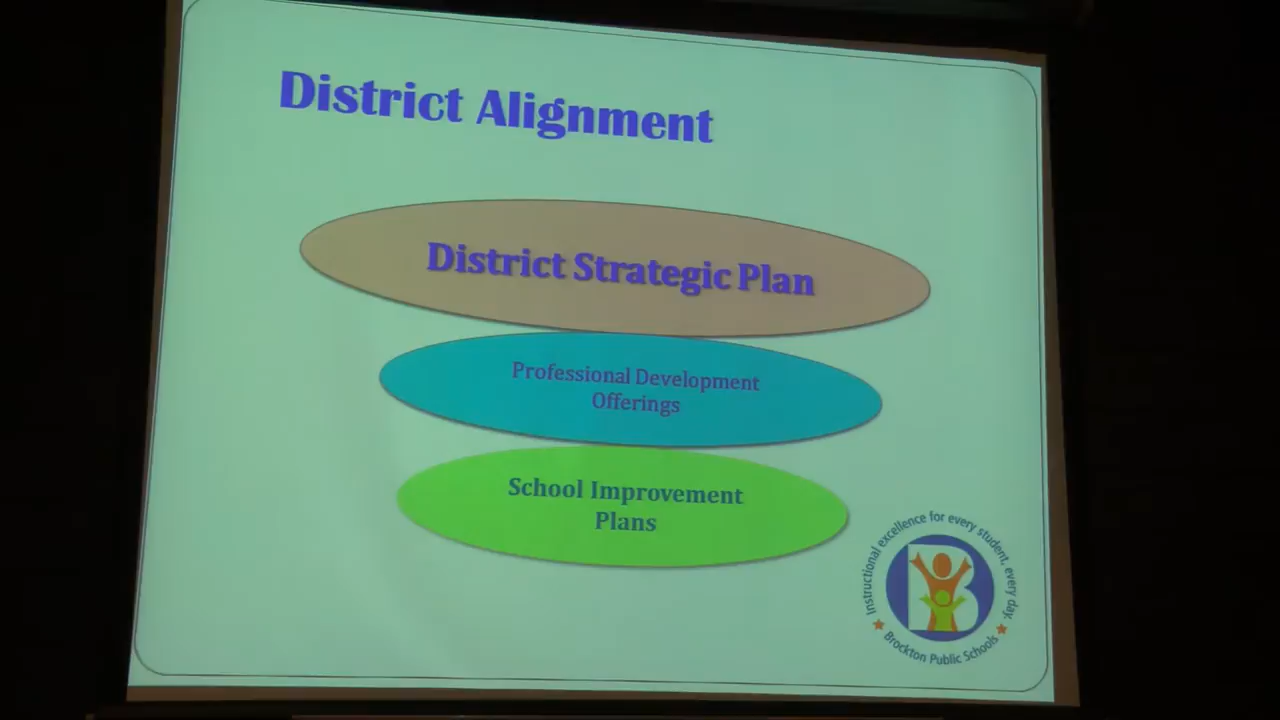 District Alignment
District Strategic Plan
Professional Development
Offerings
School Improvement
Plans
Instructional excellence for every student, every day.
B
Brockton Public Schools